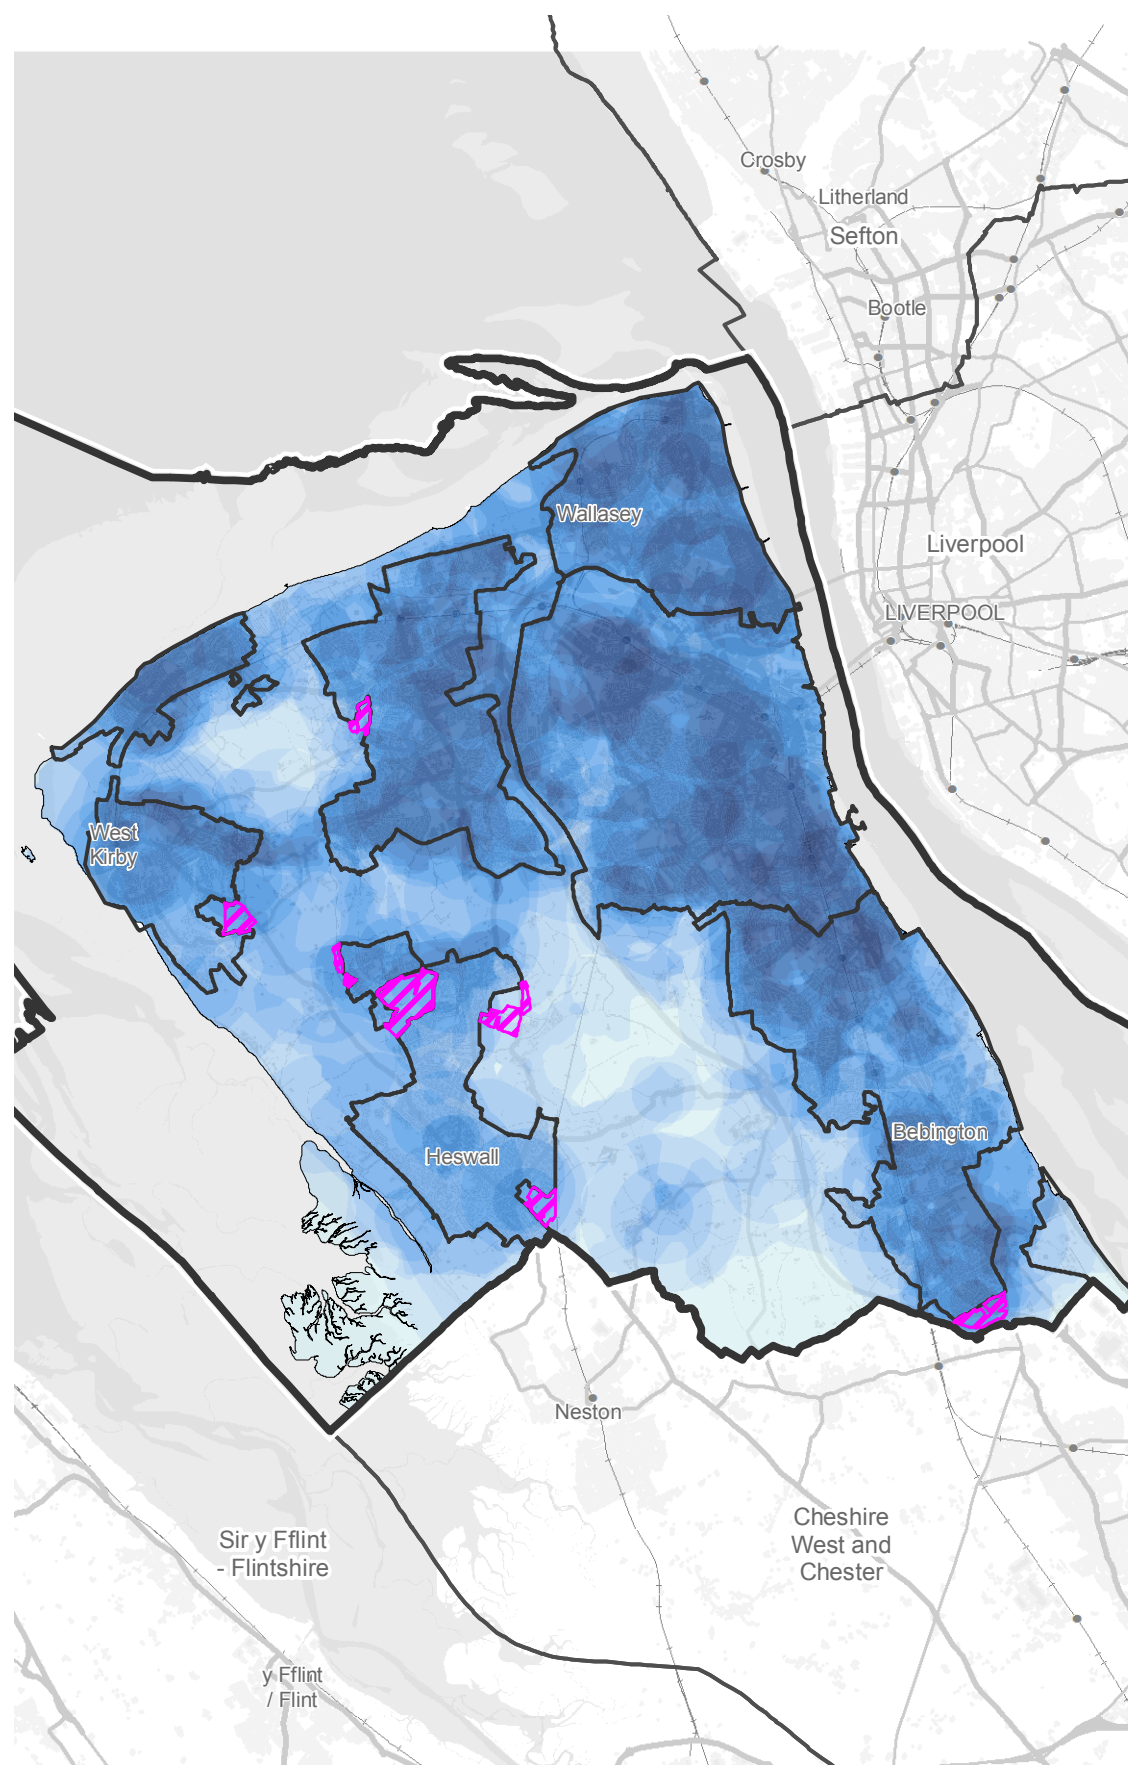 Crosby
Litherland
Sefton
Bootle
Wallasey
Liverpool
LIVERPOOL
West
Kirby
Bebington
Heswall
Neston
Cheshire
West and
Chester
Sir y Fflint
- Flintshire
y Fflint
/ Flint